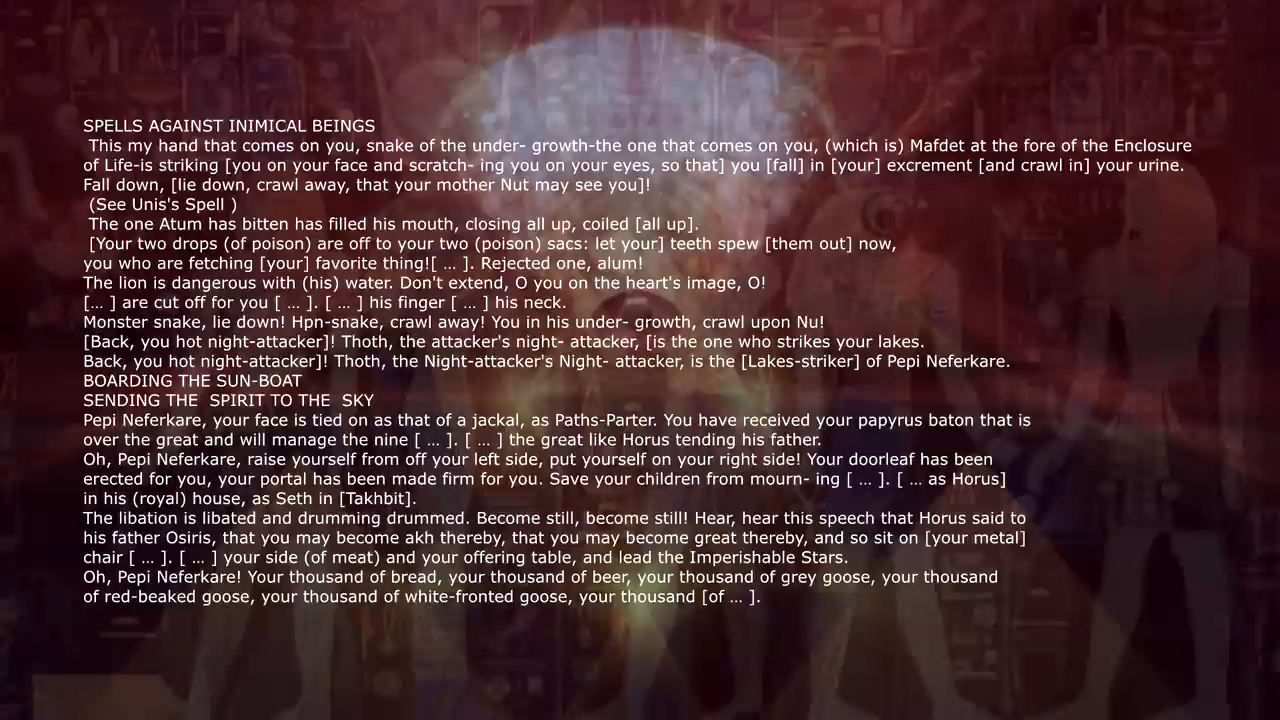 SPELLS AGAINST INIMICAL BEINGS
This my hand that comes on you, snake of the under- growth-the one that comes on you, (which is) Mafdet at the fore of the Enclosure
of Life-is striking [you on your face and scratch- ing you on your eyes, so that] you [fall] in [your] excrement [and crawl in] your urine.
Fall down, [lie down, crawl away, that your mother Nut may see you]!
(See Unis's Spell )
The one Atum has bitten has filled his mouth, closing all up, coiled [all up].
[Your two drops (of poison) are off to your two (poison) sacs: let your] teeth spew [them out] now,
you who are fetching [your] favorite thing![ ... ]. Rejected one, alum!
The lion is dangerous with (his) water. Don't extend, O you on the heart's image, O!
[... ] are cut off for you [ ... ]. [ ... ] his finger [ ... ] his neck.
Monster snake, lie down! Hpn-snake, crawl away! You in his under- growth, crawl upon Nu!
[Back, you hot night-attacker]! Thoth, the attacker's night- attacker, [is the one who strikes your lakes.
Back, you hot night-attacker]! Thoth, the Night-attacker's Night- attacker, is the [Lakes-striker] of Pepi Neferkare.
BOARDING THE SUN-BOAT
SENDING THE  SPIRIT TO THE  SKY
Pepi Neferkare, your face is tied on as that of a jackal, as Paths-Parter. You have received your papyrus baton that is
over the great and will manage the nine [ ... ]. [ ... ] the great like Horus tending his father.
Oh, Pepi Neferkare, raise yourself from off your left side, put yourself on your right side! Your doorleaf has been
erected for you, your portal has been made firm for you. Save your children from mourn- ing [ ... ]. [ ... as Horus]
in his (royal) house, as Seth in [Takhbit].
The libation is libated and drumming drummed. Become still, become still! Hear, hear this speech that Horus said to
his father Osiris, that you may become akh thereby, that you may become great thereby, and so sit on [your metal]
chair [ ... ]. [ ... ] your side (of meat) and your offering table, and lead the Imperishable Stars.
Oh, Pepi Neferkare! Your thousand of bread, your thousand of beer, your thousand of grey goose, your thousand
of red-beaked goose, your thousand of white-fronted goose, your thousand [of ... ].